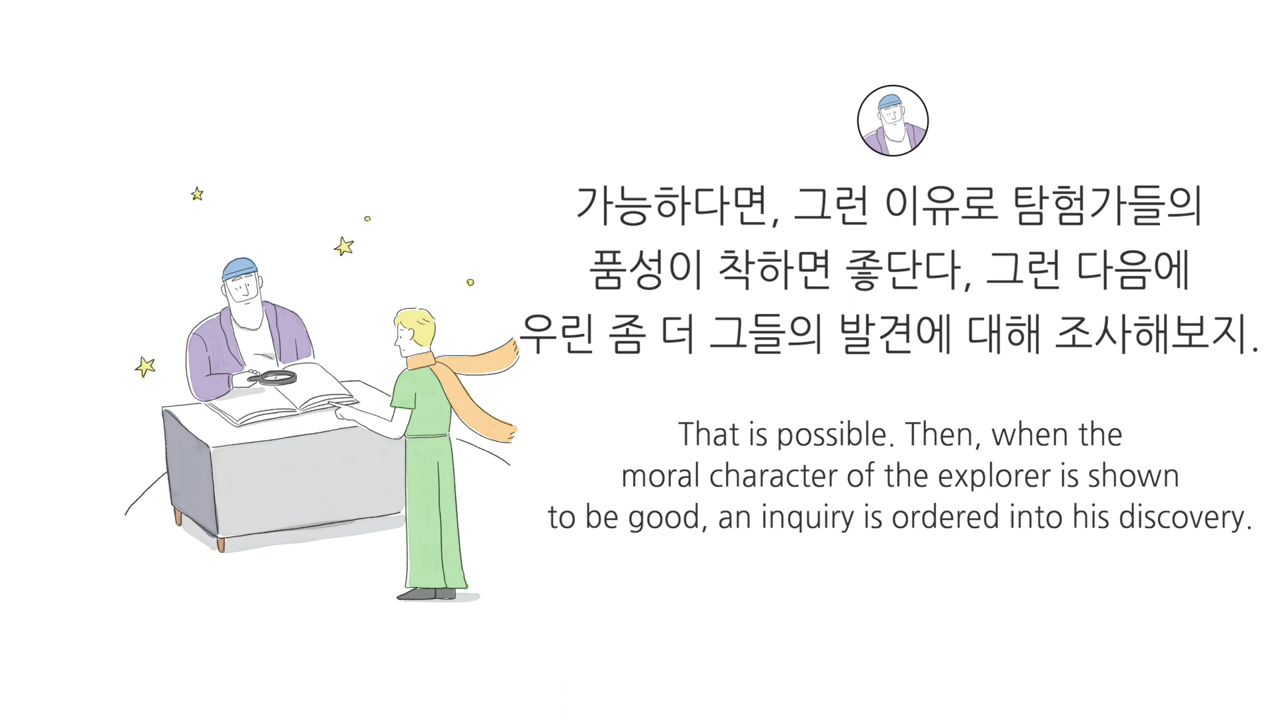 가능하다면, 그런 이유로 탐험가들의
품성이 착하면 좋단다, 그런 다음에
우린 좀 더 그들의 발견에 대해 조사해보지.
That is possible. Then, when the
moral character of the explorer is shown
to be good, an inquiry is ordered into his discovery.